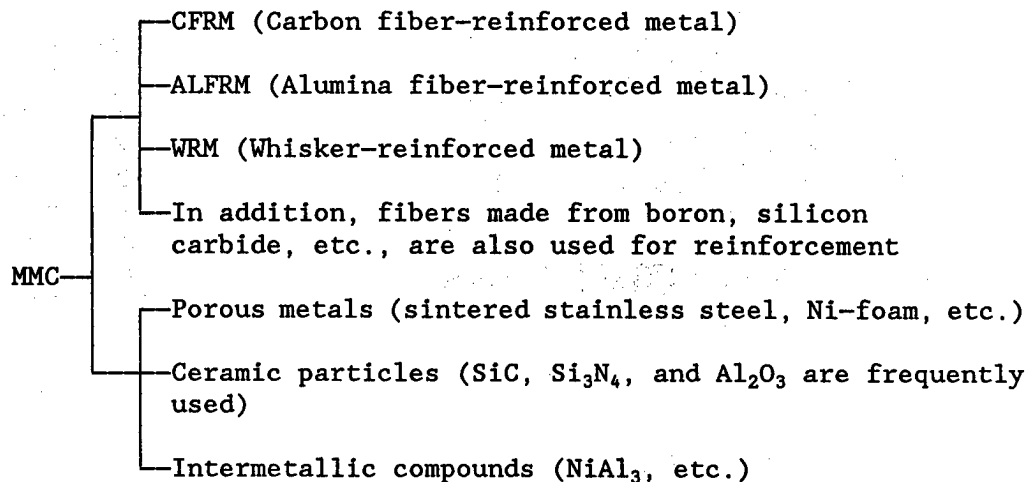 CFRM (Carbon fiber-reinforced metal)
ALFRM (Alumina fiber-reinforced metal)
WRM (Whisker-reinforced metal)
In addition, fibers made from boron, silicon
carbide, etc., are also used for reinforcement
MMC
Porous metals (sintered stainless steel, Ni-foam, etc.)
Ceramic particles (SiC, Si₃N₄, and Al₂O₃ are frequently
used)
Intermetallic compounds (NiAl₃, etc.)